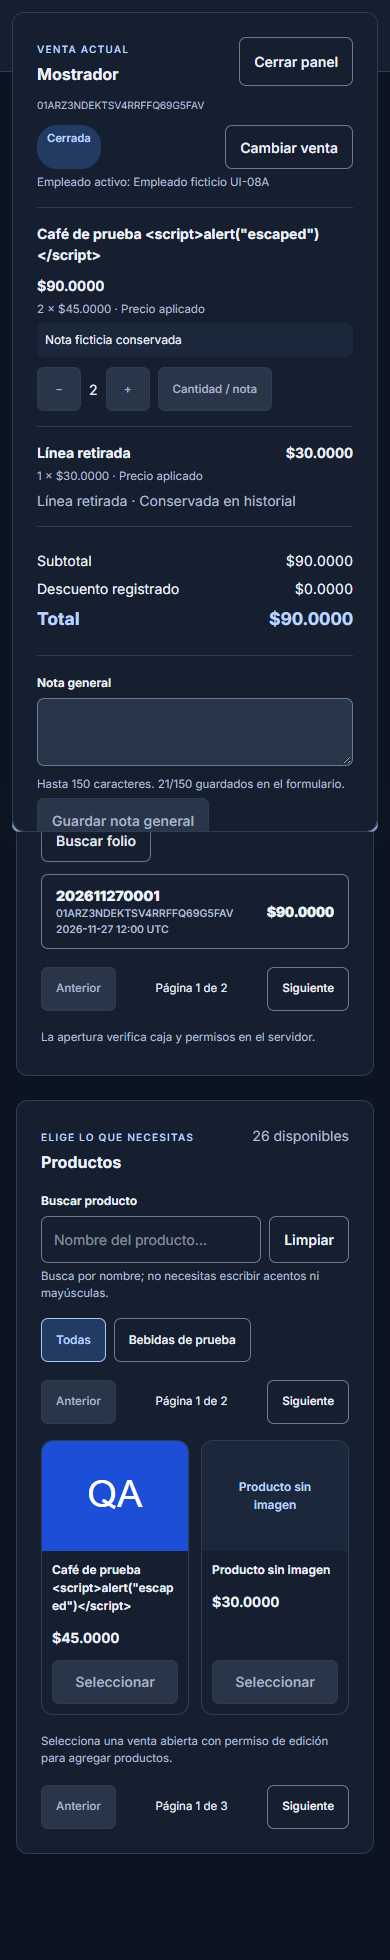 VENTA ACTUAL
Mostrador
Cerrar panel
01ARZ3NDEKTSV4RRFFQ69G5FAV
Cerrada
Cambiar venta
Empleado activo: Empleado ficticio UI-08A
Café de prueba <script>alert("escaped")
</script>
$90.0000
2 × $45.0000 · Precio aplicado
Nota ficticia conservada
− 2 + Cantidad / nota
Línea retirada $30.0000
1 × $30.0000 · Precio aplicado
Línea retirada · Conservada en historial
Subtotal $90.0000
Descuento registrado $0.0000
Total $90.0000
Nota general
Hasta 150 caracteres. 21/150 guardados en el formulario.
Guardar nota general
Buscar folio
202611270001
01ARZ3NDEKTSV4RRFFQ69G5FAV
2026-11-27 12:00 UTC
$90.0000
Anterior Página 1 de 2 Siguiente
La apertura verifica caja y permisos en el servidor.
ELIGE LO QUE NECESITAS
Productos
26 disponibles
Buscar producto
Nombre del producto... Limpiar
Busca por nombre; no necesitas escribir acentos ni
mayúsculas.
Todas Bebidas de prueba
Anterior Página 1 de 2 Siguiente
QA
Café de prueba
<script>alert("escap
ed")</script>
$45.0000
Seleccionar
Producto sin
imagen
Producto sin imagen
$30.0000
Seleccionar
Selecciona una venta abierta con permiso de edición
para agregar productos.
Anterior Página 1 de 3 Siguiente